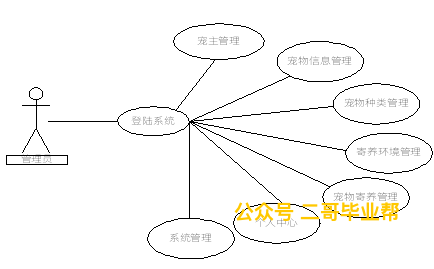 宠主管理
宠物信息管理
宠物种类管理
登陆系统
寄养环境管理
管理员
宠物寄养管理
公众号 二哥毕业帮
个人中心
系统管理